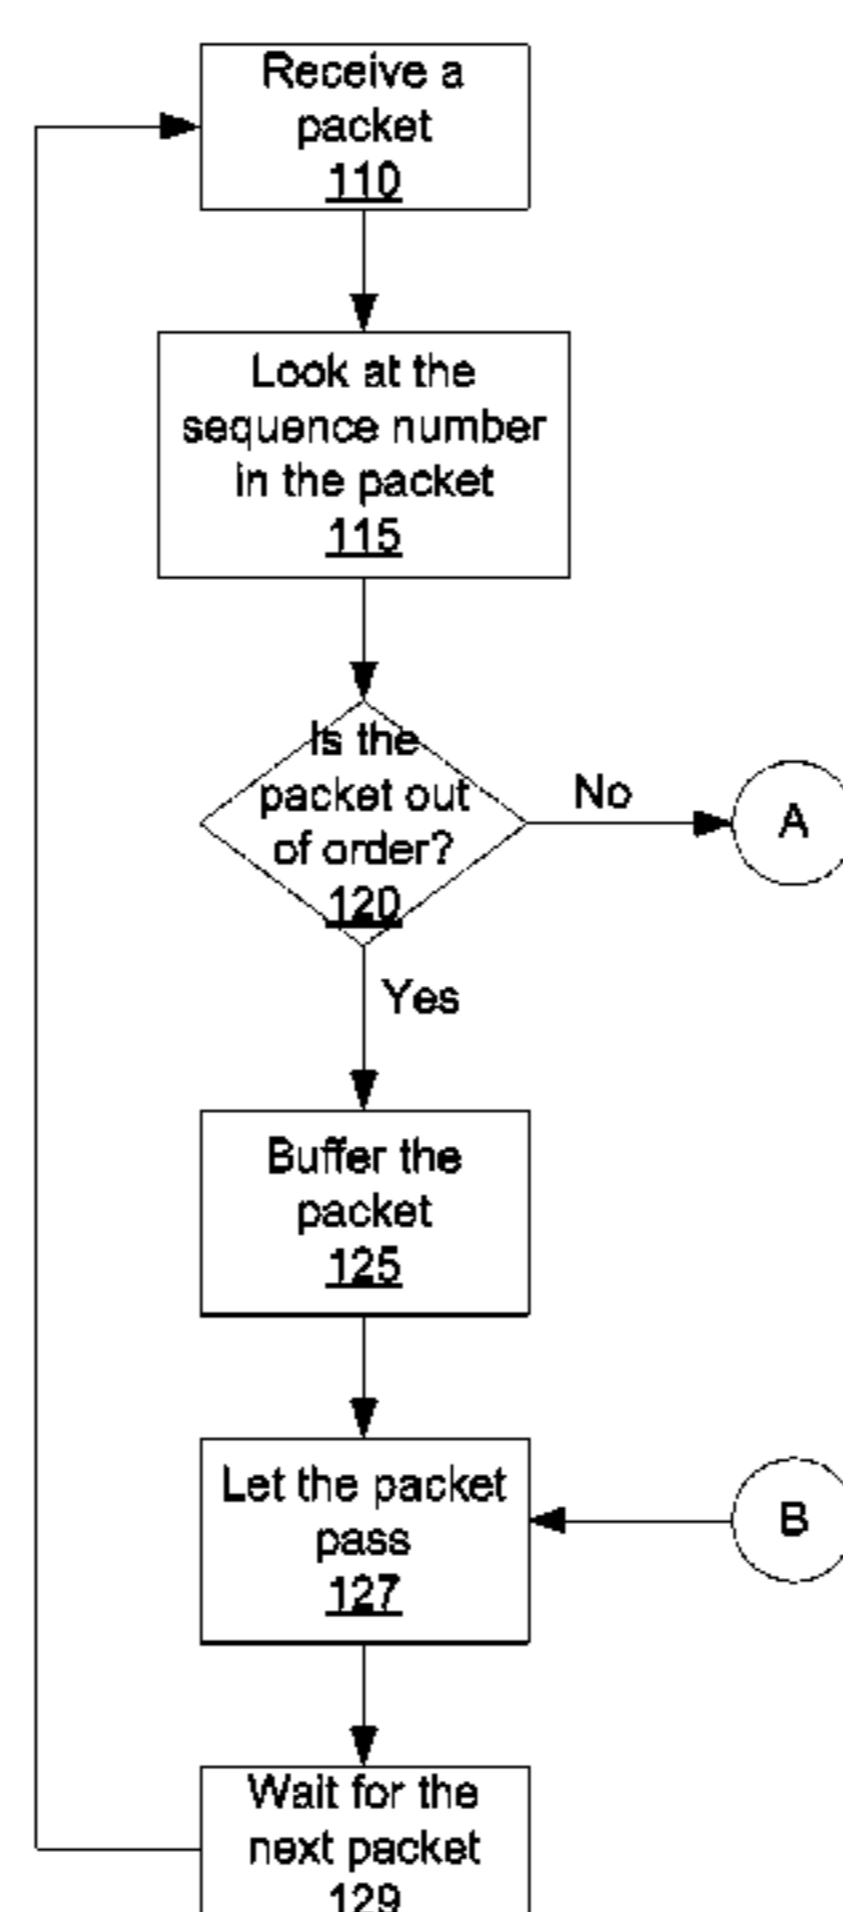 Receive a
packet
110
Look at the
sequence number
in the packet
115
Is the
packet out
of order?
120
No
A
Yes
Buffer the
packet
125
Let the packet
pass
127
B
Wait for the
next packet
129